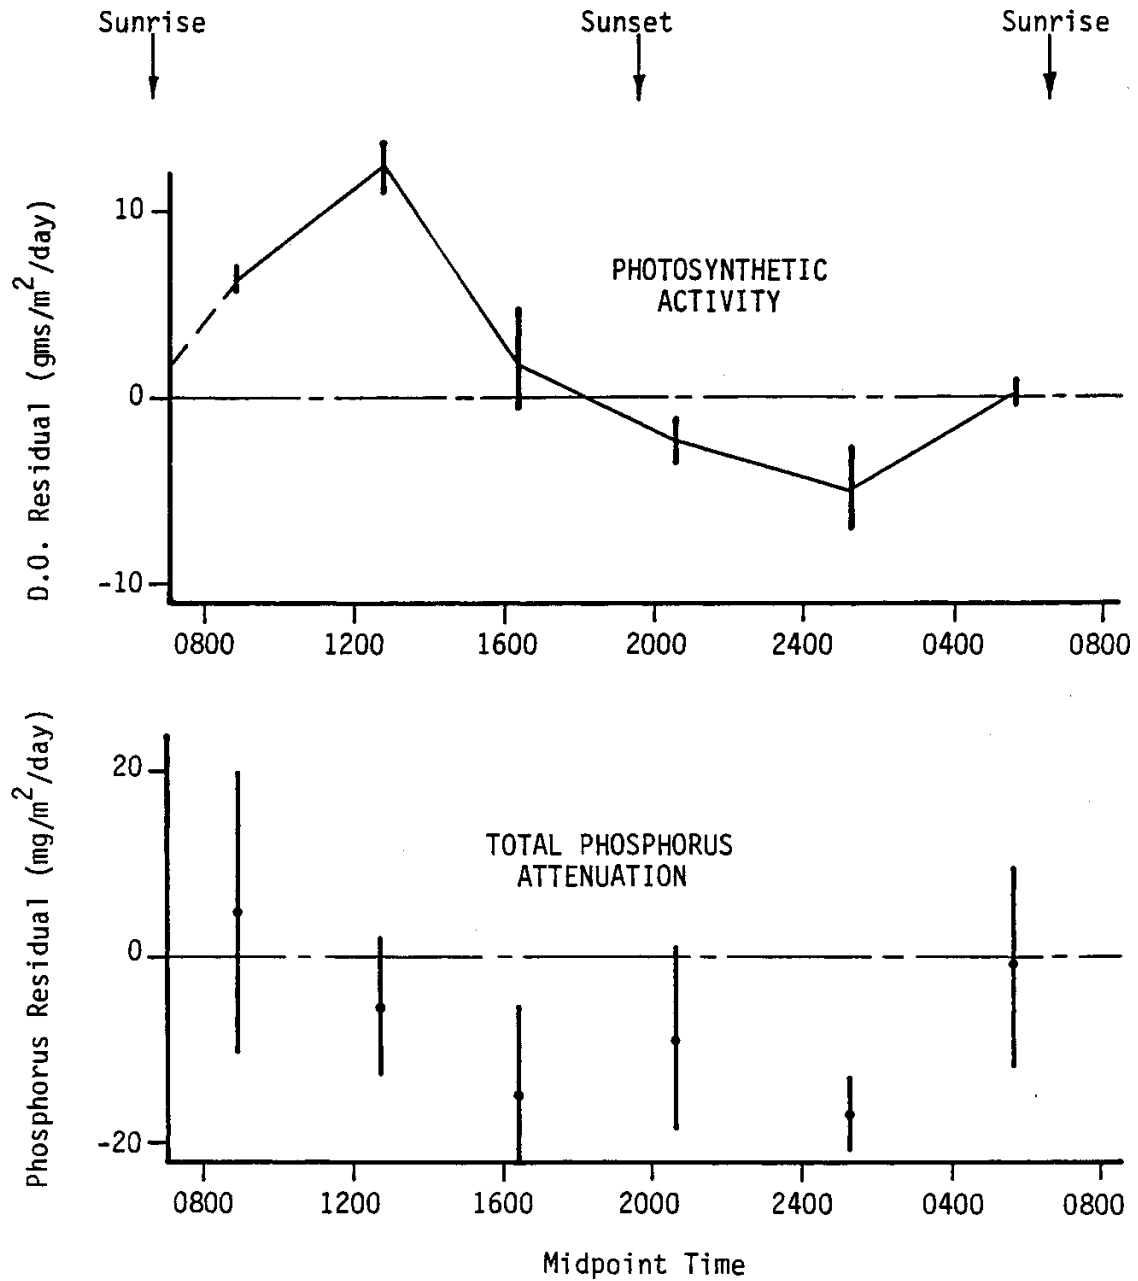 Sunrise Sunset Sunrise
D.O. Residual (gms/m²/day)
10
0
-10
PHOTOSYNTHETIC
ACTIVITY
0800 1200 1600 2000 2400 0400 0800
Phosphorus Residual (mg/m²/day)
20
0
-20
TOTAL PHOSPHORUS
ATTENUATION
0800 1200 1600 2000 2400 0400 0800
Midpoint Time